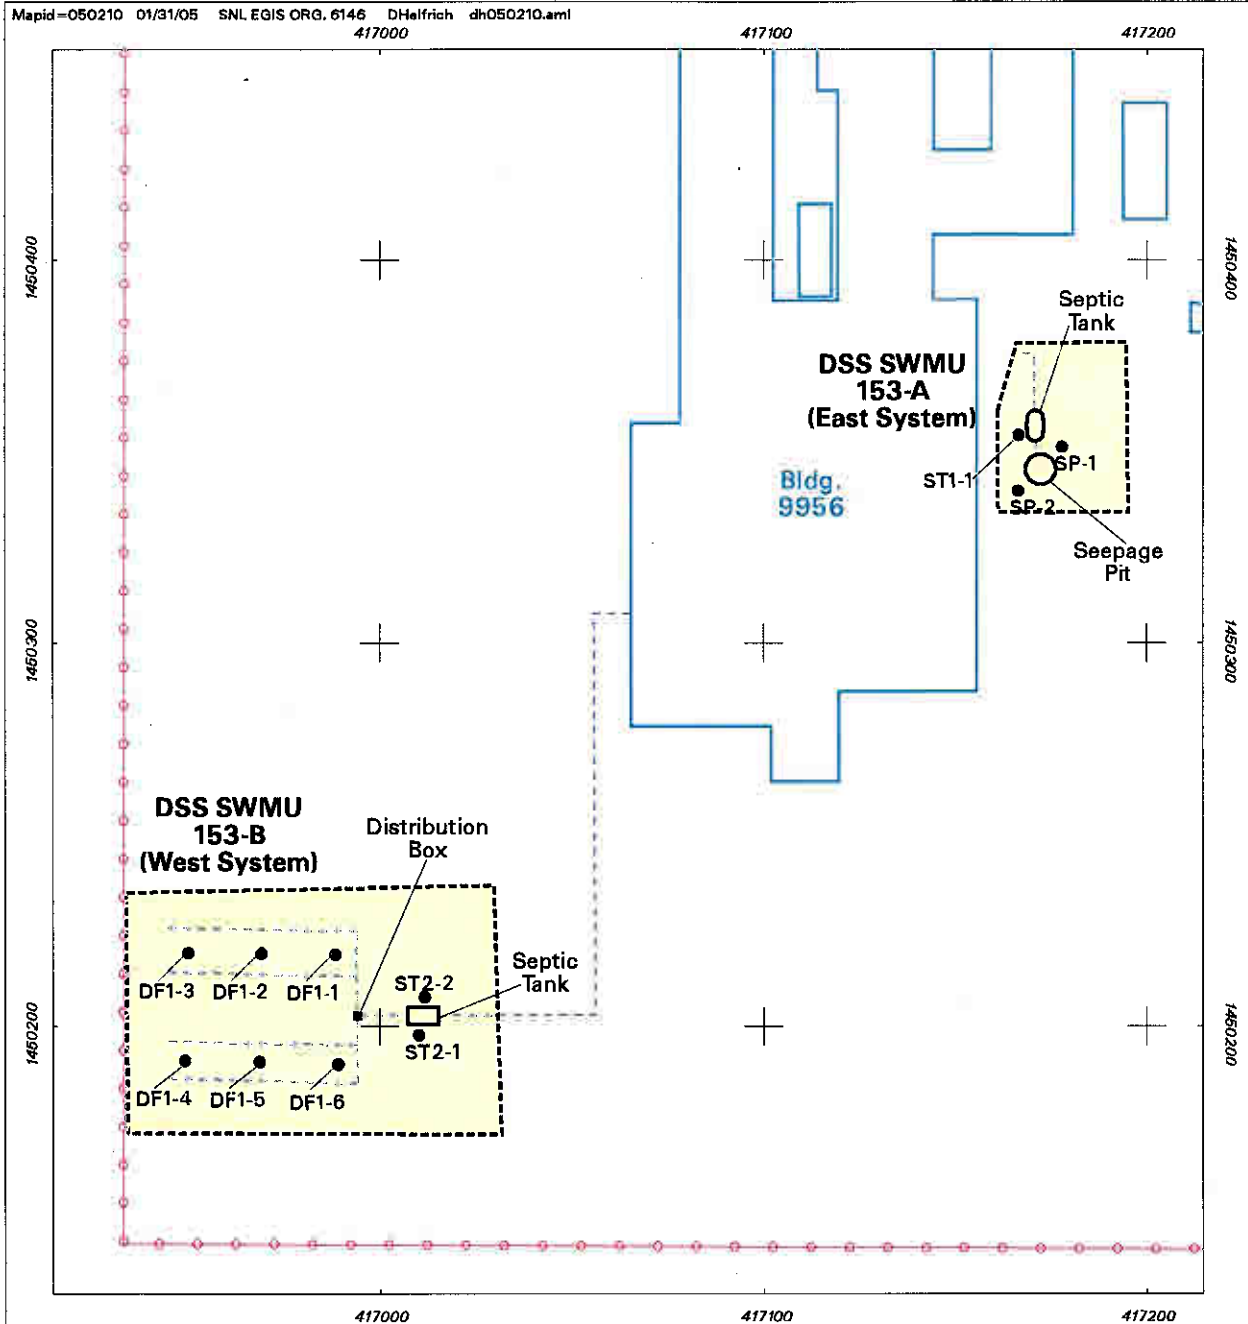 Mapid=050210 01/31/05 SNL EGIS ORG. 6146 DHelfrich dh050210.aml
417000 417100 417200
1450400
1450400
Septic
Tank
DSS SWMU
153-A
(East System)
SP-1
ST1-1
Bldg.
9956
SP-2
Seepage
Pit
1450300
1450300
DSS SWMU
153-B
(West System)
Distribution
Box
Septic
Tank
DF1-3 DF1-2 DF1-1
ST2-2
1450200
1450200
ST2-1
DF1-4 DF1-5 DF1-6
417000 417100 417200